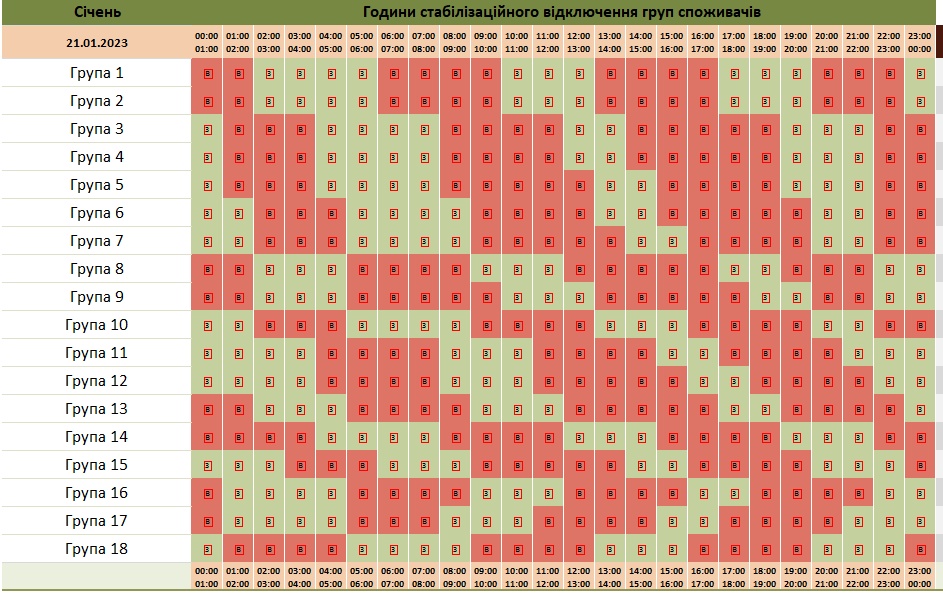 Січень Години стабілізаційного відключення груп споживачів
21.01.2023 00:00 01:00 02:00 03:00 04:00 05:00 06:00 07:00 08:00 09:00 10:00 11:00 12:00 13:00 14:00 15:00 16:00 17:00 18:00 19:00 20:00 21:00 22:00 23:00
01:00 02:00 03:00 04:00 05:00 06:00 07:00 08:00 09:00 10:00 11:00 12:00 13:00 14:00 15:00 16:00 17:00 18:00 19:00 20:00 21:00 22:00 23:00 00:00
Група 1 В В З З З З В В В В З З З В В В В З З З В В В З
Група 2 В В З З З З В В В В З З З В В В В З З З В В В З
Група 3 З В В В З З З З В В В В З З В В В В В З З З В В
Група 4 З В В В З З З З В В В В З З В В В В В З З З В В
Група 5 З В В В З З З З В В В В В З З В В В В З З З В В
Група 6 З З В В В З З З З В В В В З З В В В В В З З В В
Група 7 З З В В В З З З З В В В В В З З В В В В З З В В
Група 8 В В З З З В В В В З З З В В В В В З З В В В З З
Група 9 В В З З З В В В В В З З З В В В В В З З В В З З
Група 10 З З В В В З З З З В В В В З З З В В В В З З В В
Група 11 З З З З В В В В З З З В В В В З З В В В В З З З
Група 12 З З З З В В В В З З З В В В В В З З В В В В З З
Група 13 В В З З З В В В В З З З В В В В В З З В В В В З
Група 14 В В В В З З З З В В В В З З З В В В В З З З В В
Група 15 З З З В В В З З З В В В В В З З В В В В З З З В
Група 16 В З З З З В В В В З З З В В В В З З В В В В З З
Група 17 В З З З З В В В З З З В В В В З З В В В В З З З
Група 18 З В В В В З З З З В В В В З З З В В В В З З З В
00:00 01:00 02:00 03:00 04:00 05:00 06:00 07:00 08:00 09:00 10:00 11:00 12:00 13:00 14:00 15:00 16:00 17:00 18:00 19:00 20:00 21:00 22:00 23:00
01:00 02:00 03:00 04:00 05:00 06:00 07:00 08:00 09:00 10:00 11:00 12:00 13:00 14:00 15:00 16:00 17:00 18:00 19:00 20:00 21:00 22:00 23:00 00:00